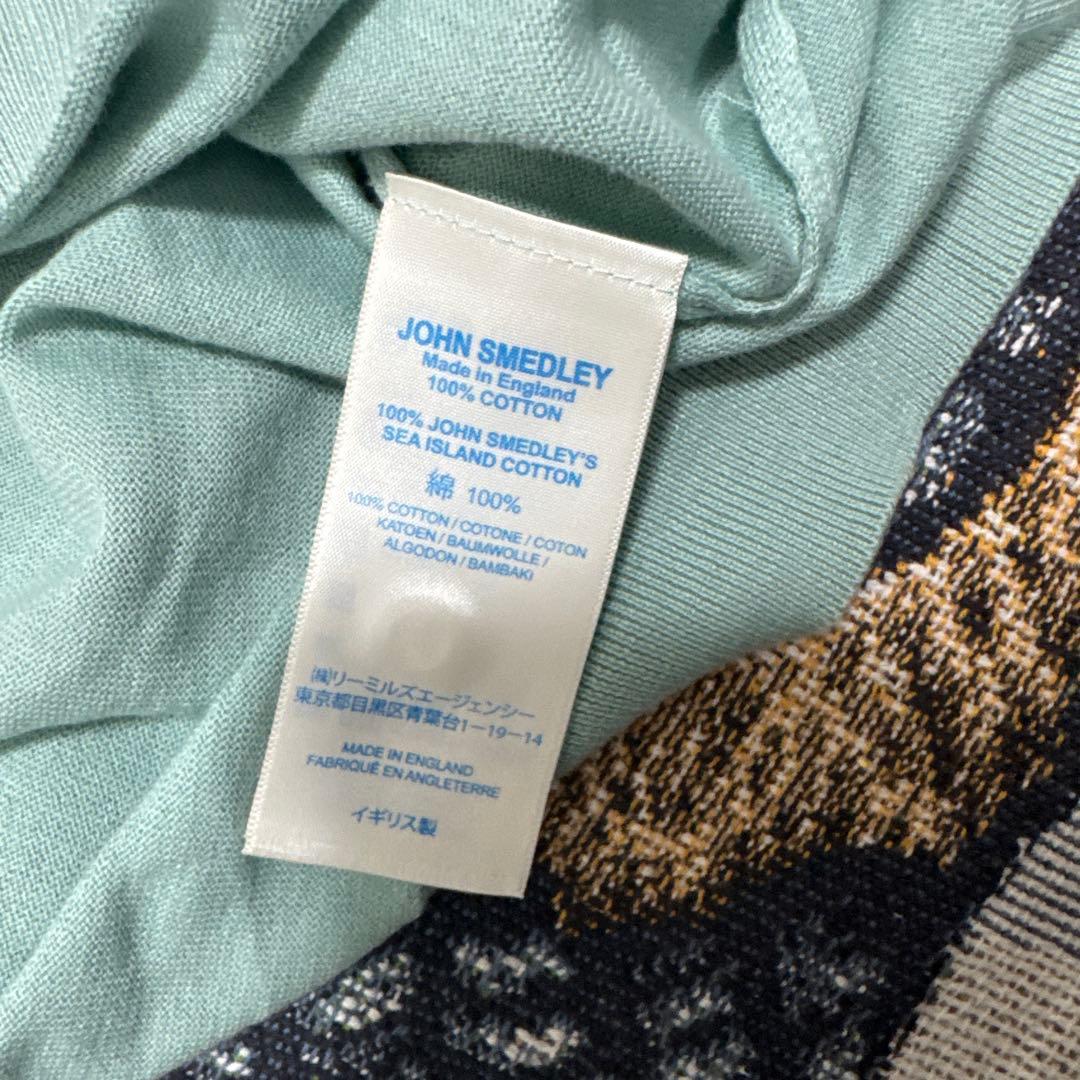 JOHN SMEDLEY
Made in England
100% COTTON
100% JOHN SMEDLEY'S
SEA ISLAND COTTON
綿 100%
100% COTTON / COTONE / COTON
KATOEN / BAUMWOLLE /
ALGODON / BAMBAKI
㈱リーミルズエージェンシー
東京都目黒区青葉台1－19－14
MADE IN ENGLAND
FABRIQUÉ EN ANGLETERRE
イギリス製